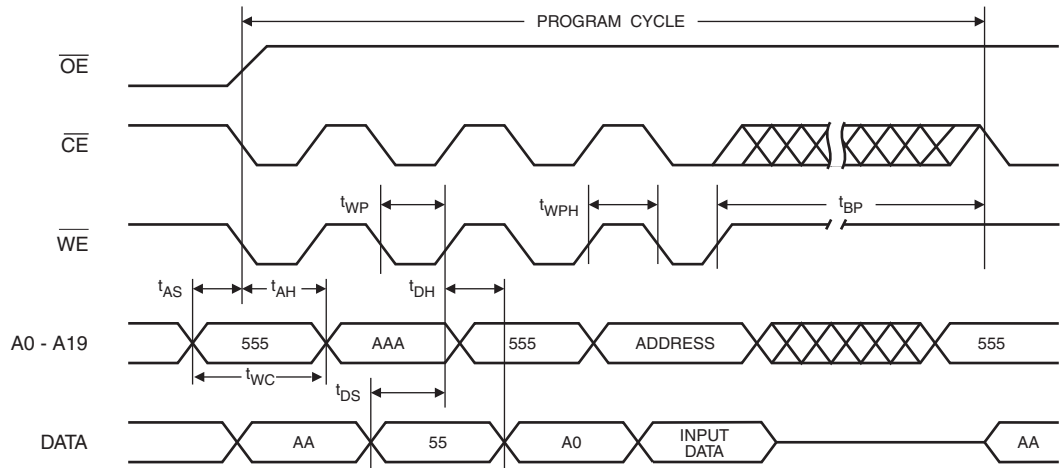 PROGRAM CYCLE
OE
CE
tWP
tWPH
tBP
WE
tAS
tAH
tDH
A0 - A19
555
AAA
555
ADDRESS
555
tWC
tDS
DATA
AA
55
A0
INPUT
DATA
AA